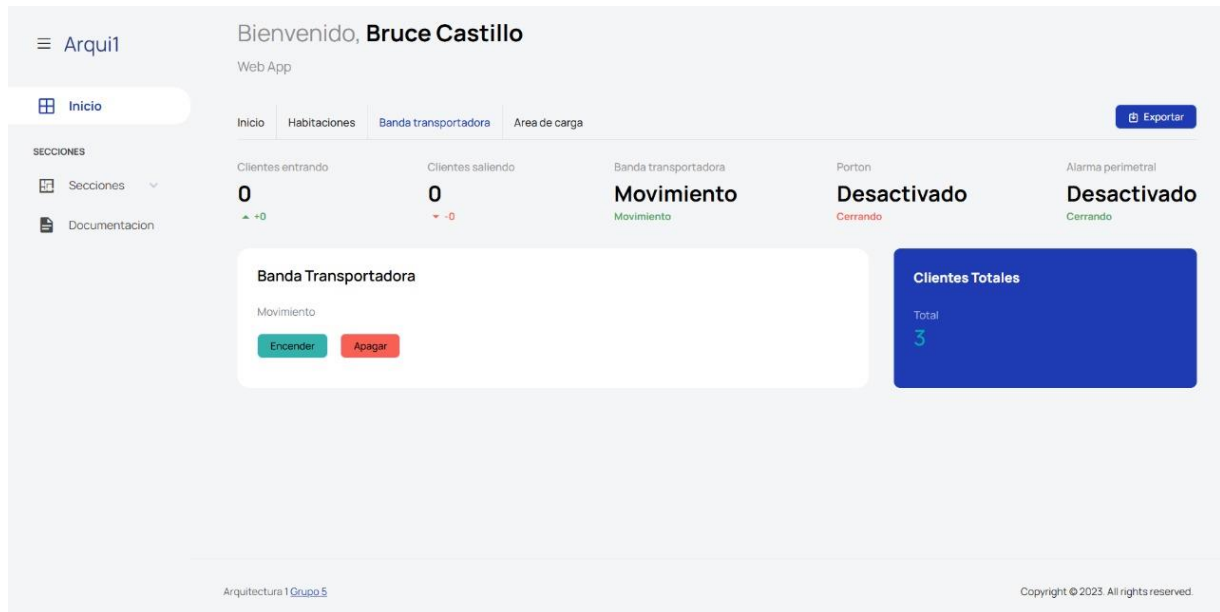 Arqui1
Bienvenido, Bruce Castillo
Web App
Inicio
SECCIONES
Secciones
Documentacion
Inicio Habitaciones Banda transportadora Area de carga Exportar
Clientes entrando Clientes saliendo Banda transportadora Porton Alarma perimetral
0 0 Movimiento Desactivado Desactivado
+0 -0 Movimiento Cerrando Cerrando
Banda Transportadora
Movimiento
Encender Apagar
Clientes Totales
Total
3
Arquitectura 1 Grupo 5
Copyright © 2023. All rights reserved.